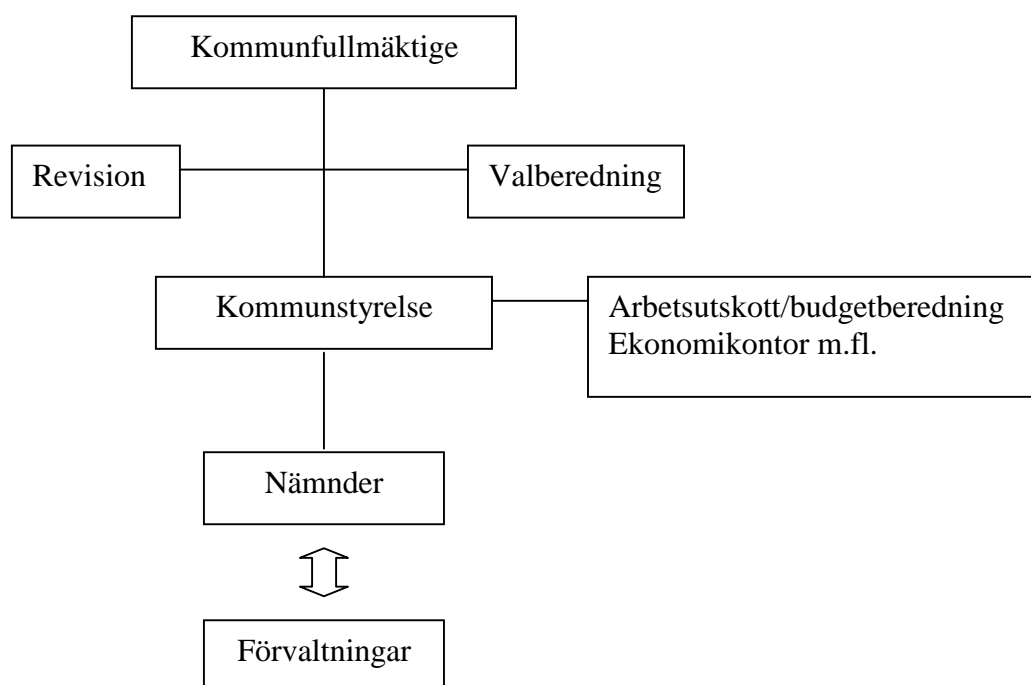 Kommunfullmäktige
Revision
Valberedning
Kommunstyrelse
Arbetsutskott/budgetberedning
Ekonomikontor m.fl.
Nämnder
Förvaltningar